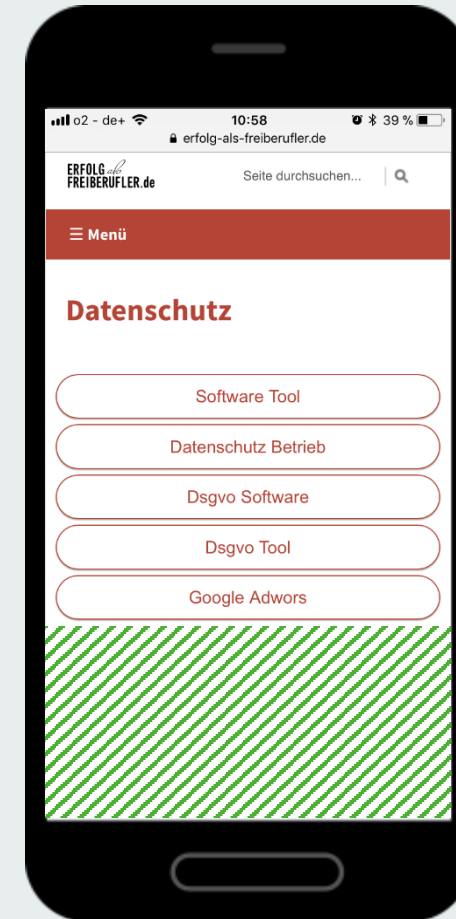 o2 - de+ 10:58 39 %
erfolg-als-freiberufler.de
ERFOLG als
FREIBERUFLER.de
Seite durchsuchen...
☰ Menü
Datenschutz
Software Tool
Datenschutz Betrieb
Dsgvo Software
Dsgvo Tool
Google Adwors